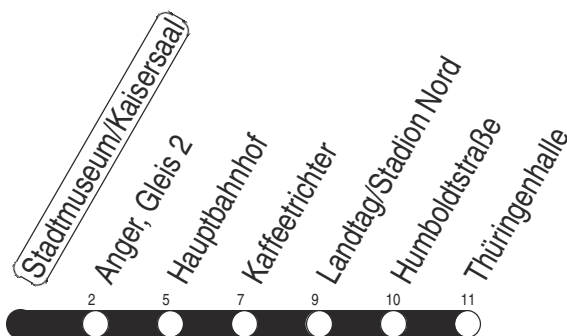 Stadtmuseum/Kaisersaal
Anger, Gleis 2
Hauptbahnhof
Kaffeetrichter
Landtag/Stadion Nord
Humboldtstraße
Thüringenhalle
2 5 7 9 10 11